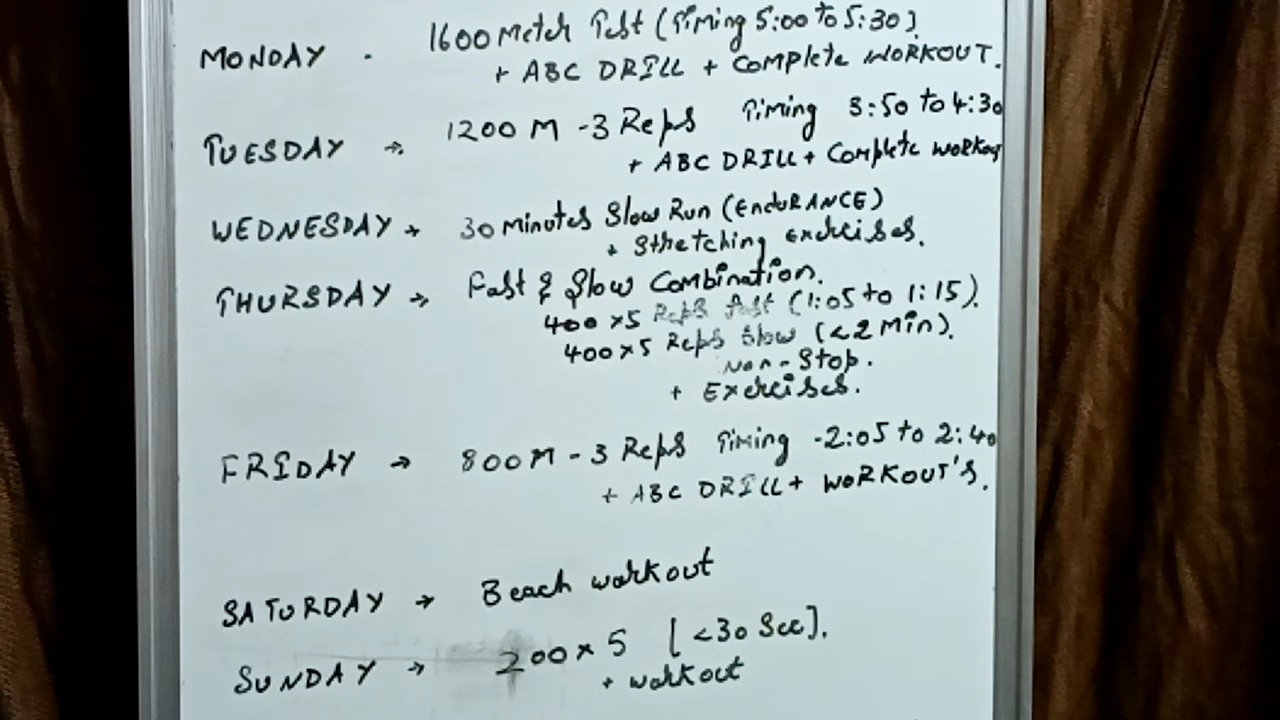 MONDAY . 1600 Meter Test (Timing 5:00 to 5:30).
+ ABC DRILL + Complete WORKOUT.
TUESDAY → 1200 M - 3 Reps Timing 3:50 to 4:30
+ ABC DRILL + Complete workou
WEDNESDAY → 30 minutes Slow Run (ENDURANCE)
+ Stretching Exercises.
THURSDAY → Fast & Slow Combination.
400 x 5 Reps fast (1:05 to 1:15).
400 x 5 Reps Slow (<2 Min).
Non-Stop.
+ Exercises.
FRIDAY → 800 M - 3 Reps Timing -2:05 to 2:40
+ ABC DRILL + WORKOUT'S.
SATURDAY → Beach workout
SUNDAY → 200 x 5 [<30 Sec].
+ workout